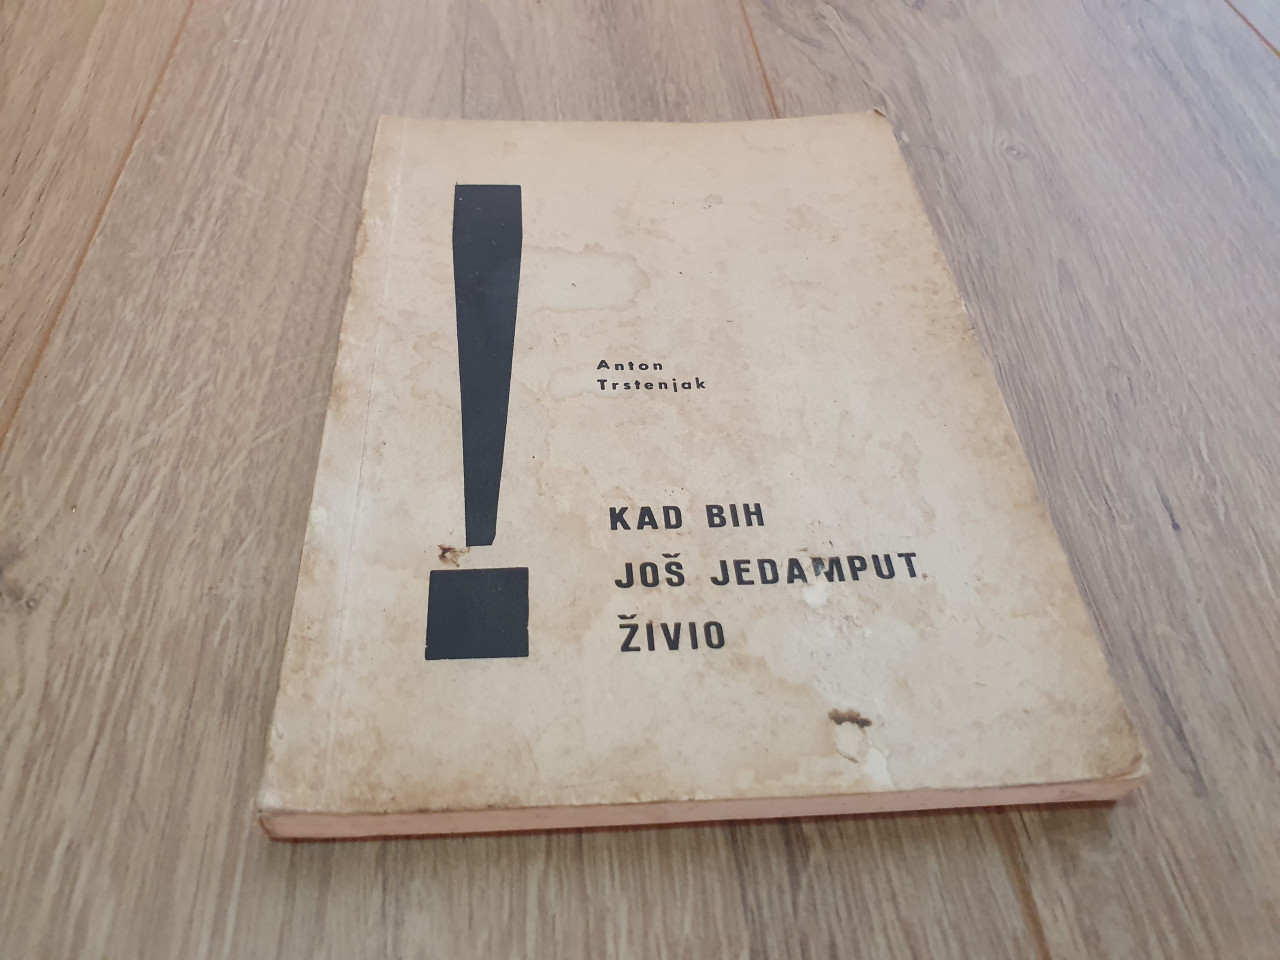 !
Anton
Trstenjak
KAD BIH
JOŠ JEDAMPUT
ŽIVIO